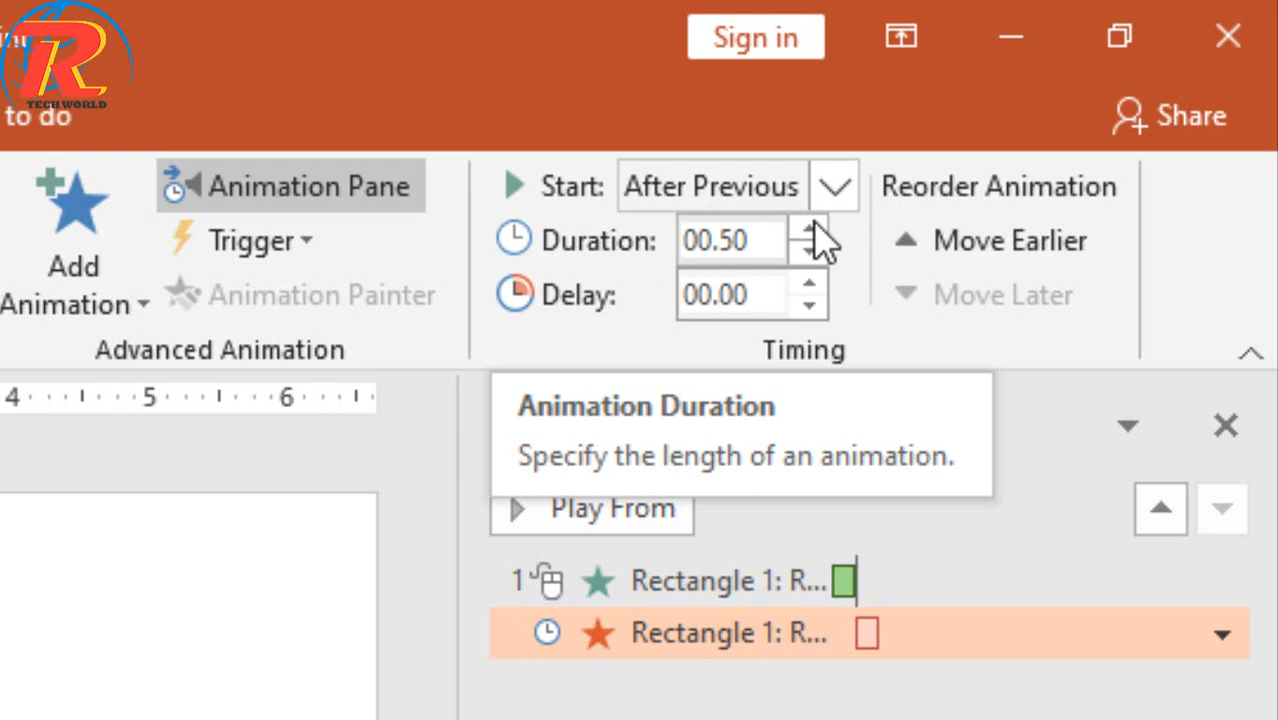 Sign in
R
TECH WORLD
to do
Share
Add
Animation
Animation Pane
Trigger
Animation Painter
Advanced Animation
Start: After Previous
Duration: 00.50
Delay: 00.00
Timing
Reorder Animation
Move Earlier
Move Later
4 5 6
Animation Duration
Specify the length of an animation.
Play From
1 Rectangle 1: R...
Rectangle 1: R...